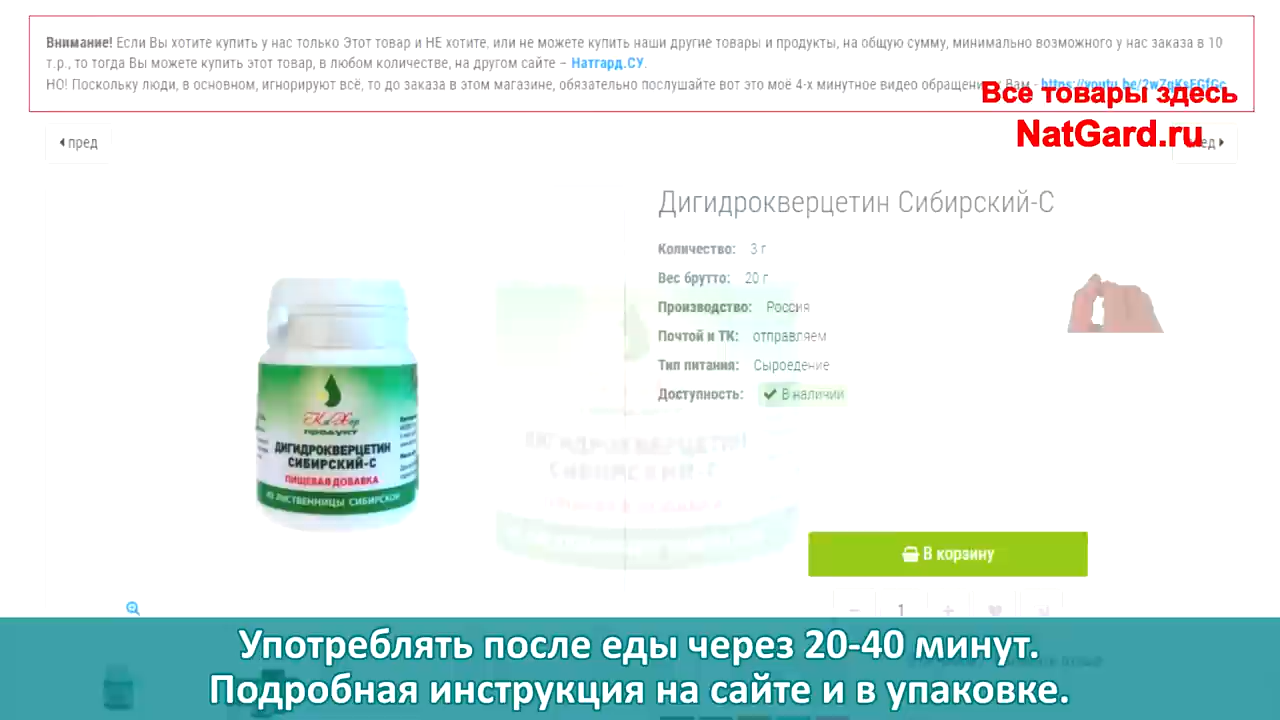 Внимание! Если Вы хотите купить у нас только Этот товар и НЕ хотите, или не можете купить наши другие товары и продукты, на общую сумму, минимально возможного у нас заказа в 10
т.р., то тогда Вы можете купить этот товар, в любом количестве, на другом сайте – Натгард.СУ.
НО! Поскольку люди, в основном, игнорируют всё, то до заказа в этом магазине, обязательно послушайте вот это моё 4-х минутное видео обращение к Вам -
Все товары здесь
NatGard.ru
пред
Дигидрокверцетин Сибирский-С
Количество: 3 г
Вес брутто: 20 г
Производство: Россия
Почтой и ТК: отправляем
Тип питания: Сыроедение
Доступность: В наличии
КиХер
продукт
ДИГИДРОКВЕРЦЕТИН
СИБИРСКИЙ-С
ПИЩЕВАЯ ДОБАВКА
ИЗ ЛИСТВЕННИЦЫ СИБИРСКОЙ
ДИГИДРОКВЕРЦЕТИН
СИБИРСКИЙ-С
В корзину
1
Употреблять после еды через 20-40 минут.
Подробная инструкция на сайте и в упаковке.